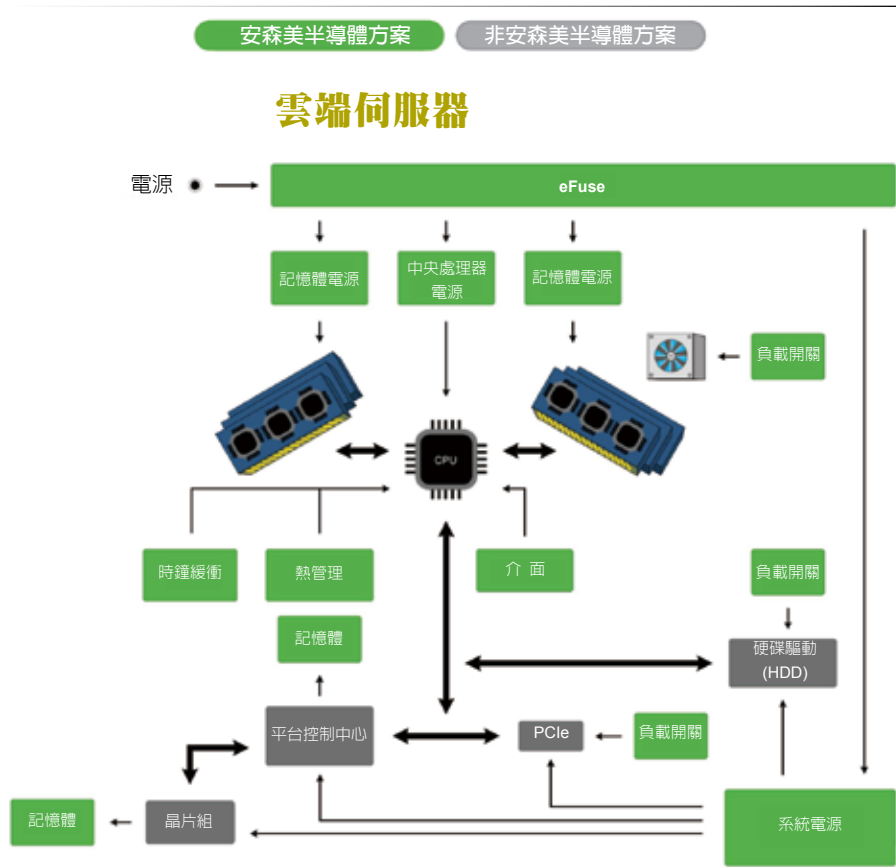 安森美半導體方案
非安森美半導體方案
雲端伺服器
電源
eFuse
記憶體電源
中央處理器
電源
記憶體電源
負載開關
CPU
時鐘緩衝
熱管理
介 面
負載開關
記憶體
硬碟驅動
(HDD)
平台控制中心
PCIe
負載開關
記憶體
晶片組
系統電源